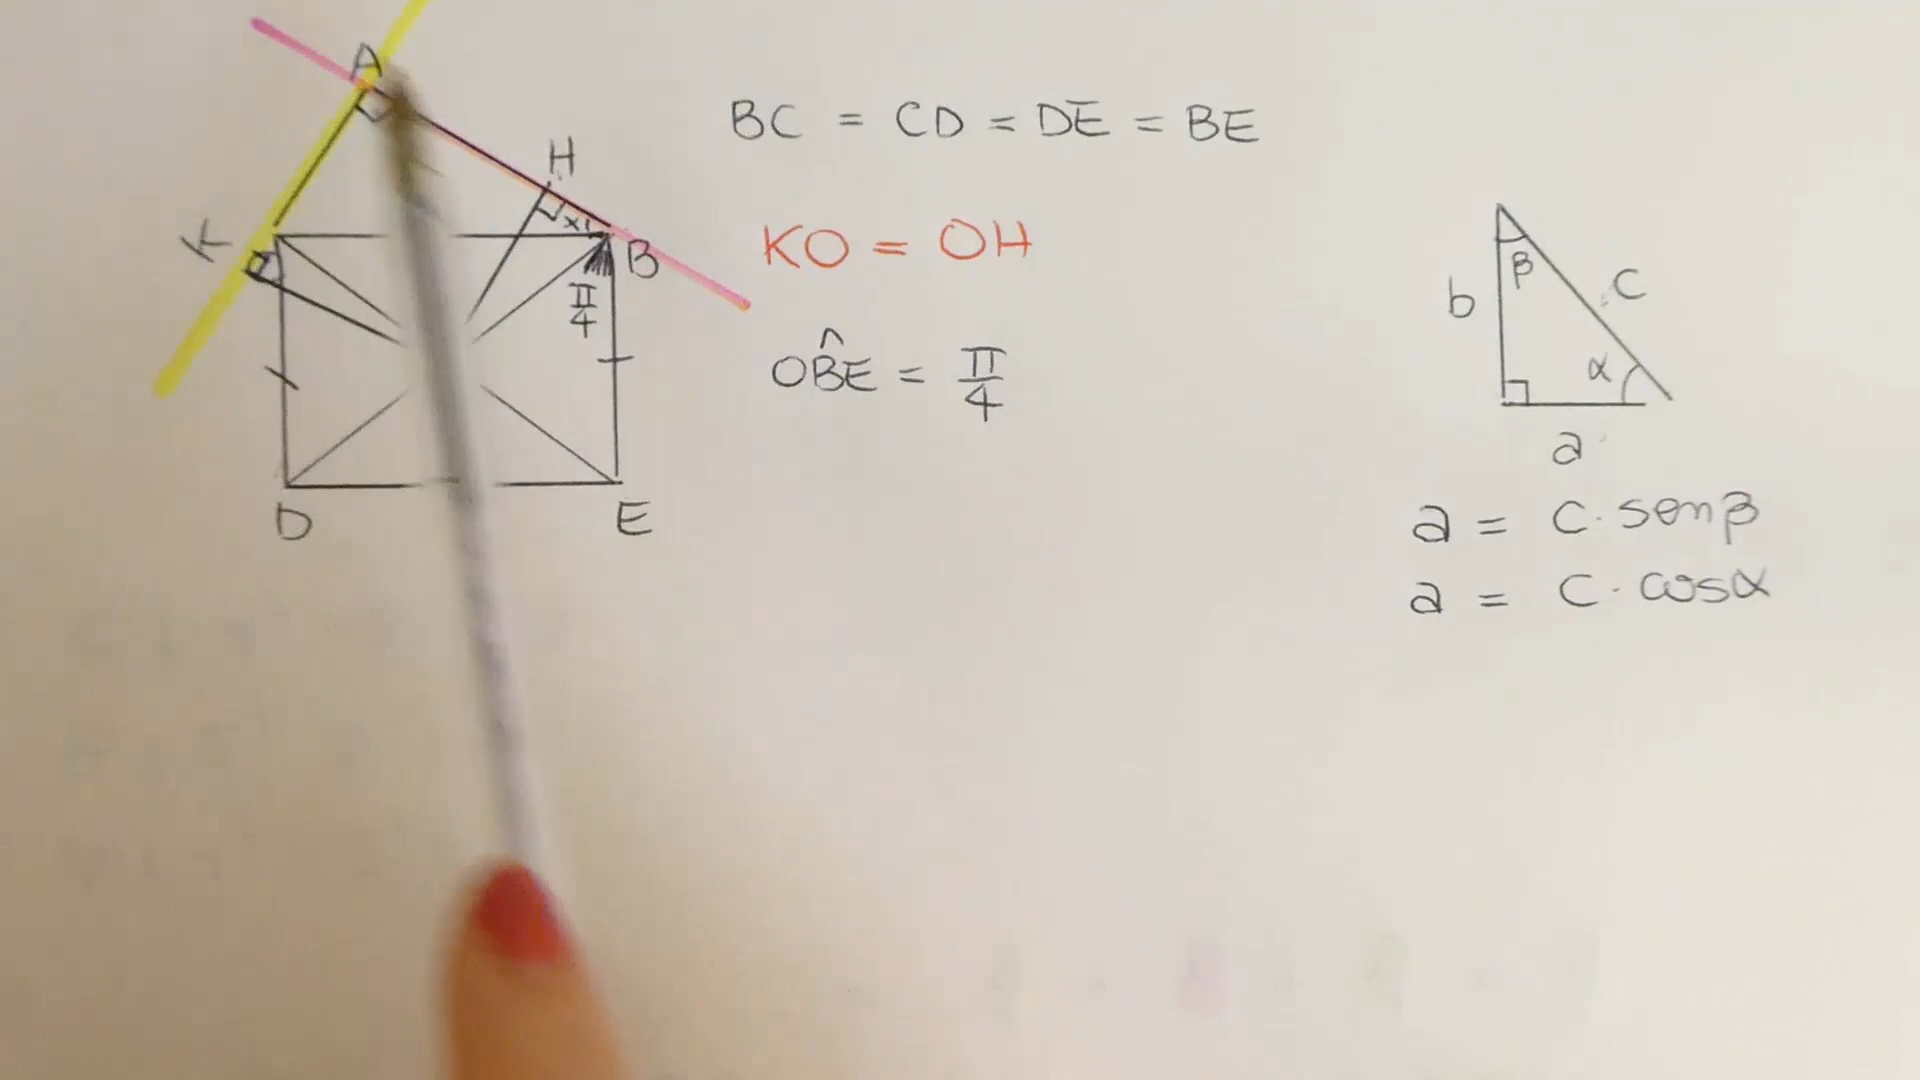 A
H
K
x
B
π/4
D
E
BC = CD = DE = BE
KO = OH
OB̂E = π/4
β
b
c
α
a
a = c · senβ
a = c · cosα